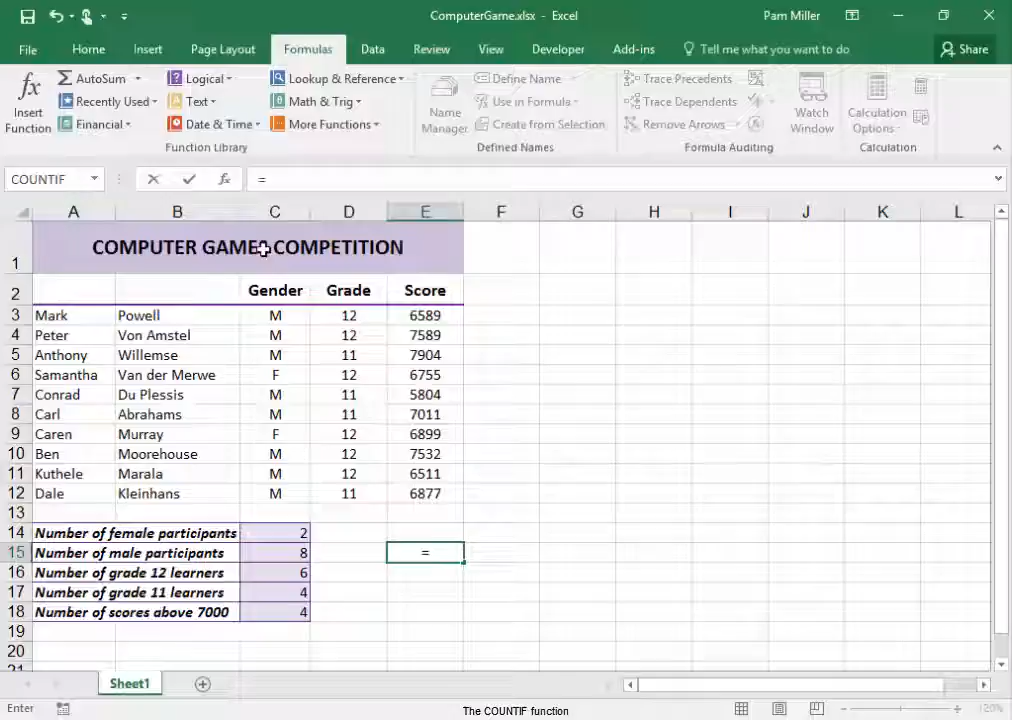 ComputerGame.xlsx - Excel
Pam Miller
File Home Insert Page Layout Formulas Data Review View Developer Add-ins Tell me what you want to do Share
fx Insert Function
AutoSum
Recently Used
Financial
Logical
Text
Date & Time
Lookup & Reference
Math & Trig
More Functions
Function Library
Name Manager
Define Name
Use in Formula
Create from Selection
Defined Names
Trace Precedents
Trace Dependents
Remove Arrows
Formula Auditing
Watch Window
Calculation Options
Calculation
COUNTIF fx =
A B C D E F G H I J K L
1 COMPUTER GAME COMPETITION
2 Gender Grade Score
3 Mark Powell M 12 6589
4 Peter Von Amstel M 12 7589
5 Anthony Willemse M 11 7904
6 Samantha Van der Merwe F 12 6755
7 Conrad Du Plessis M 11 5804
8 Carl Abrahams M 11 7011
9 Caren Murray F 12 6899
10 Ben Moorehouse M 12 7532
11 Kuthele Marala M 12 6511
12 Dale Kleinhans M 11 6877
13
14 Number of female participants 2
15 Number of male participants 8 =
16 Number of grade 12 learners 6
17 Number of grade 11 learners 4
18 Number of scores above 7000 4
19
20
21
Sheet1
Enter
The COUNTIF function
120%